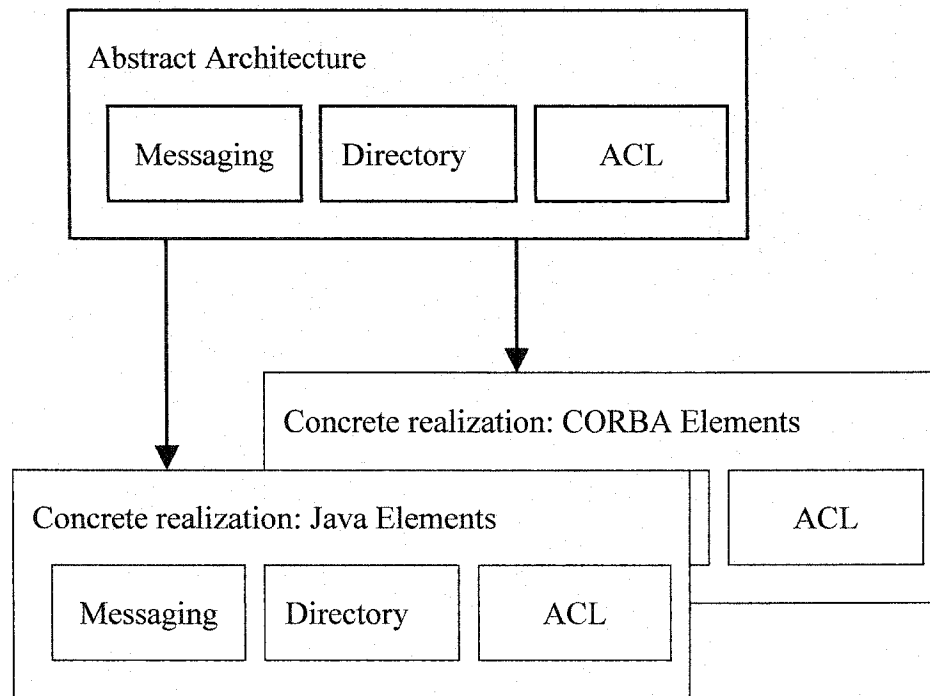 Abstract Architecture
Messaging
Directory
ACL
Concrete realization: CORBA Elements
ACL
Concrete realization: Java Elements
Messaging
Directory
ACL